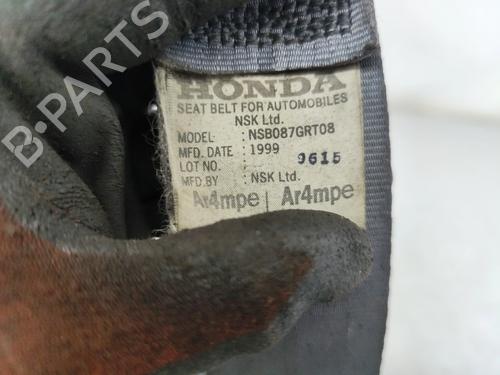 HONDA
SEAT BELT FOR AUTOMOBILES
NSK Ltd.
MODEL : NSB087GRT08
MFD. DATE : 1999
LOT NO. : 9615
MFD.BY : NSK Ltd.
Ar4mpe | Ar4mpe
B-PARTS